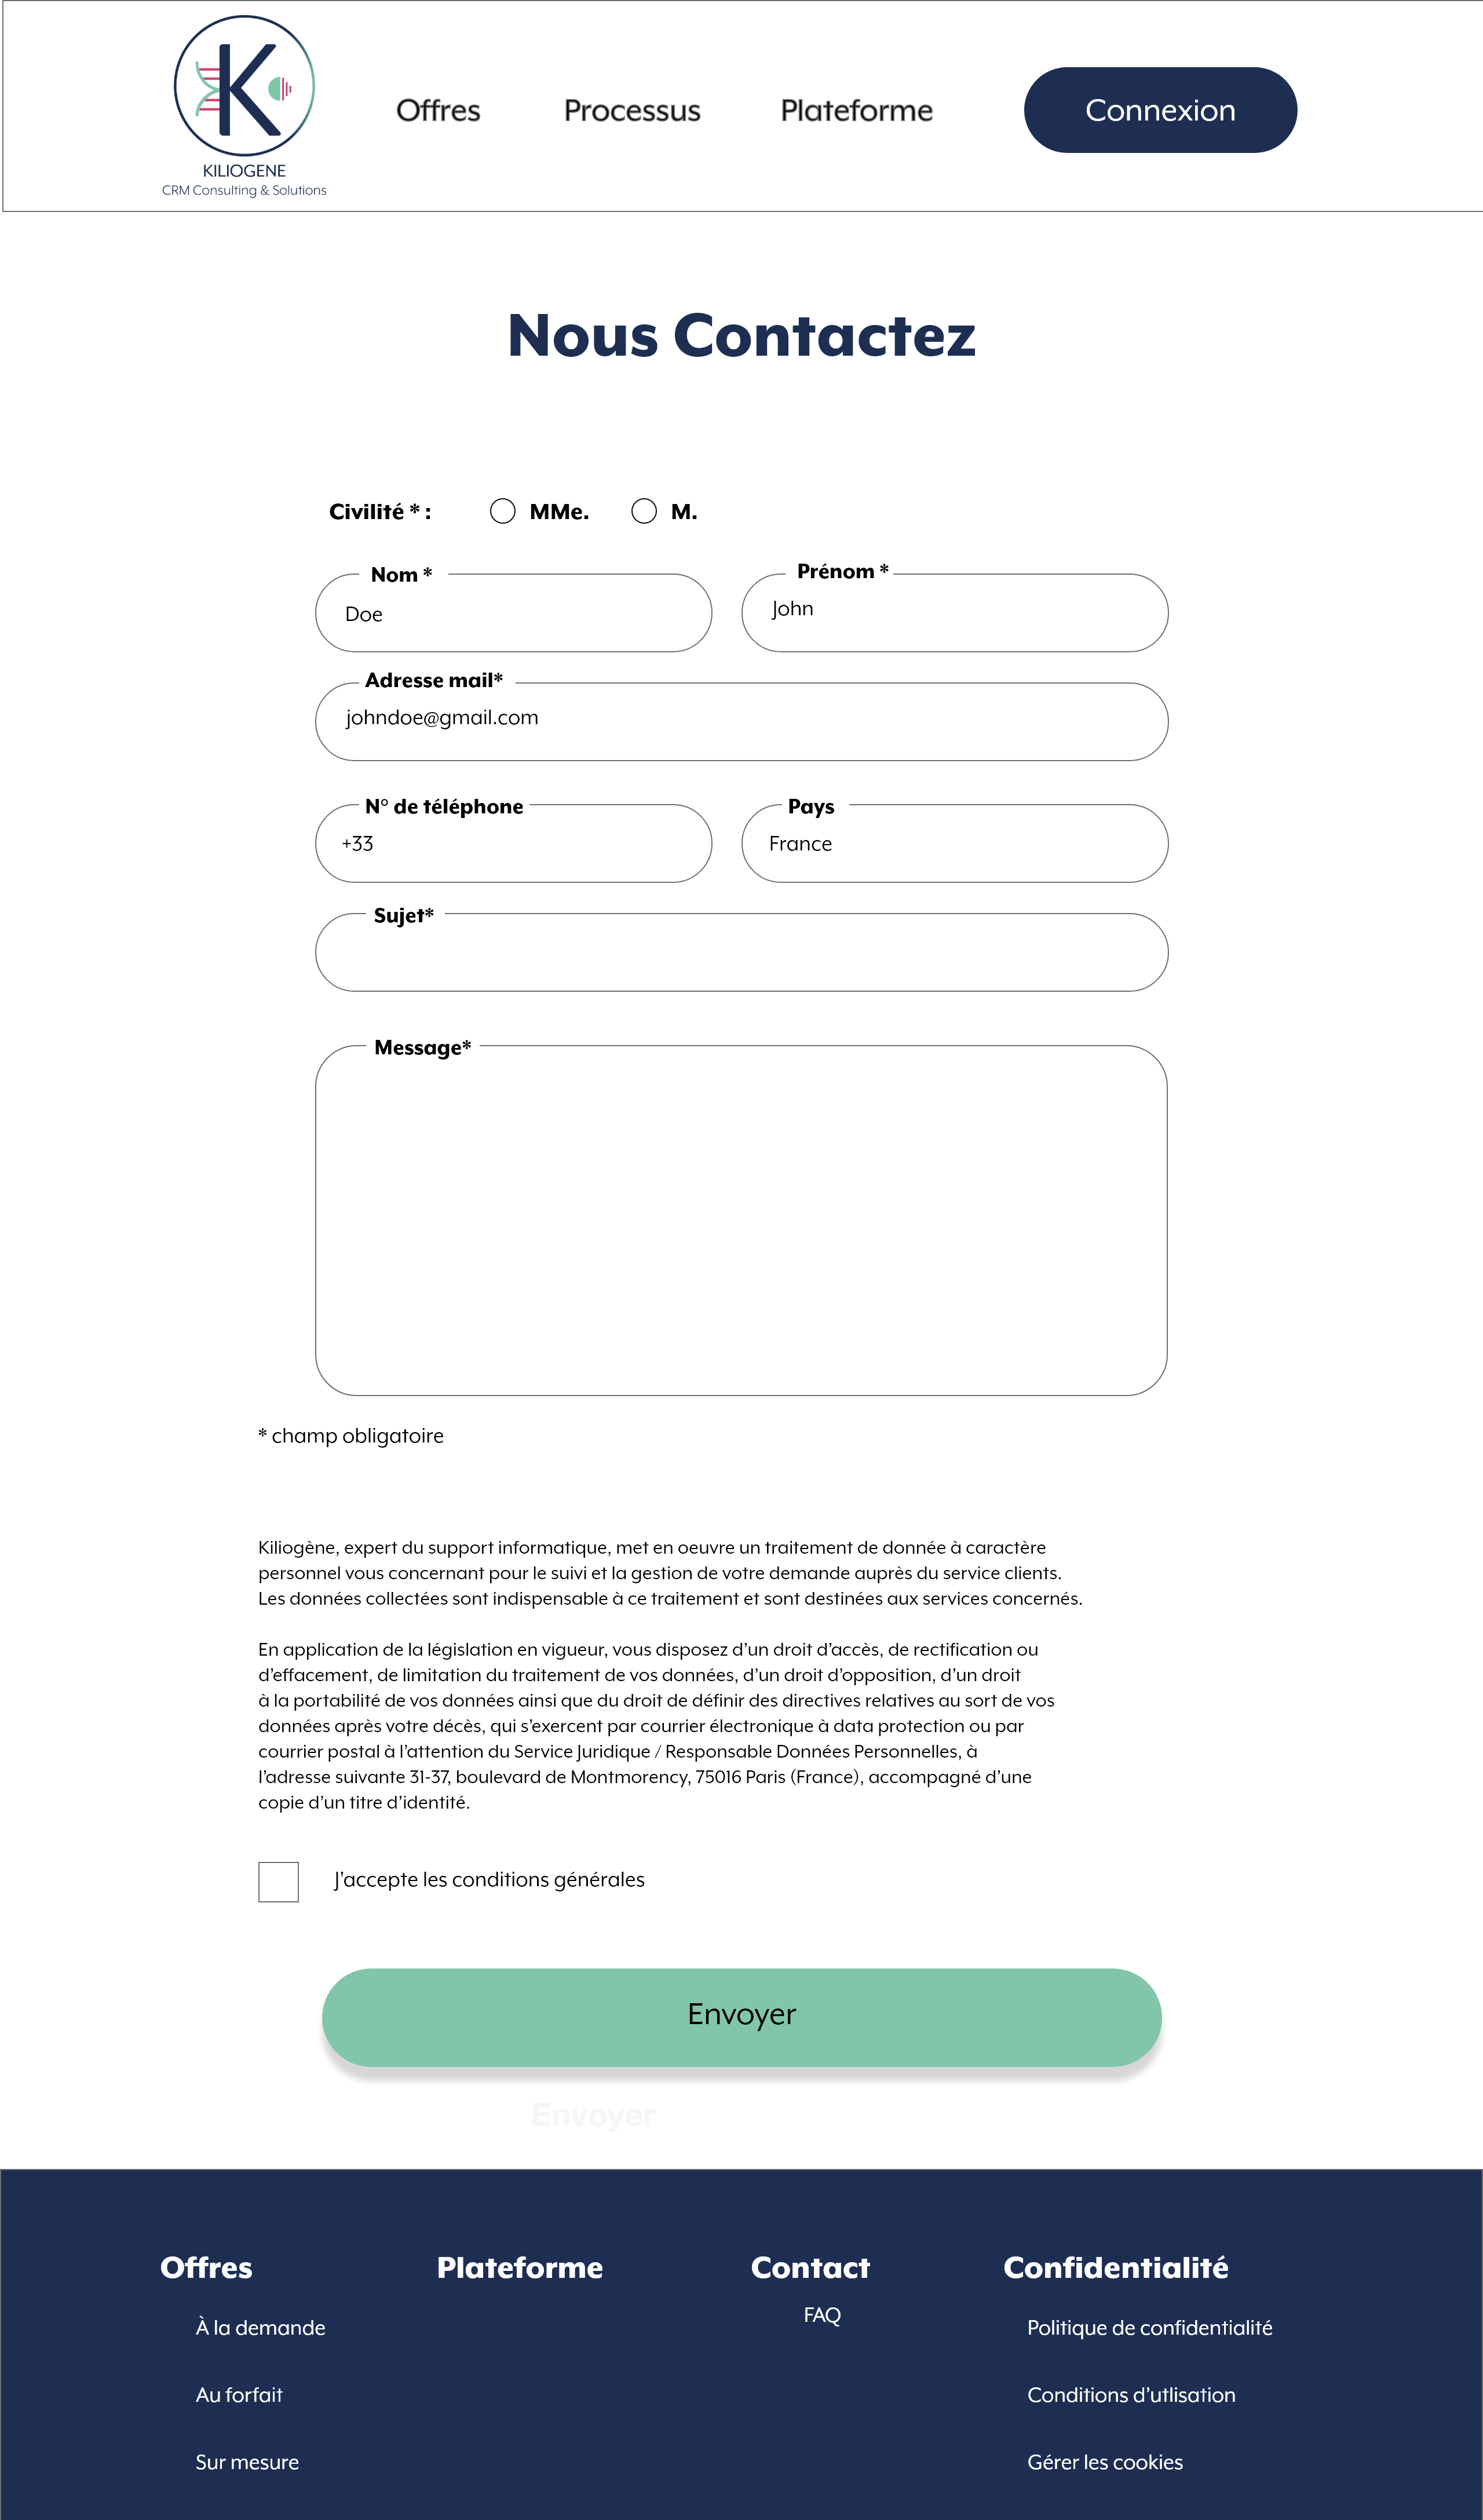 K
KILIOGENE
CRM Consulting & Solutions
Offres Processus Plateforme Connexion
Nous Contactez
Civilité * : MMe. M.
Nom * Prénom *
Doe John
Adresse mail*
johndoe@gmail.com
N° de téléphone Pays
+33 France
Sujet*
Message*
* champ obligatoire
Kiliogène, expert du support informatique, met en oeuvre un traitement de donnée à caractère
personnel vous concernant pour le suivi et la gestion de votre demande auprès du service clients.
Les données collectées sont indispensable à ce traitement et sont destinées aux services concernés.
En application de la législation en vigueur, vous disposez d’un droit d’accès, de rectification ou
d’effacement, de limitation du traitement de vos données, d’un droit d’opposition, d’un droit
à la portabilité de vos données ainsi que du droit de définir des directives relatives au sort de vos
données après votre décès, qui s’exercent par courrier électronique à data protection ou par
courrier postal à l’attention du Service Juridique / Responsable Données Personnelles, à
l’adresse suivante 31-37, boulevard de Montmorency, 75016 Paris (France), accompagné d’une
copie d’un titre d’identité.
J'accepte les conditions générales
Envoyer
Envoyer
Offres Plateforme Contact Confidentialité
À la demande FAQ Politique de confidentialité
Au forfait Conditions d’utlisation
Sur mesure Gérer les cookies